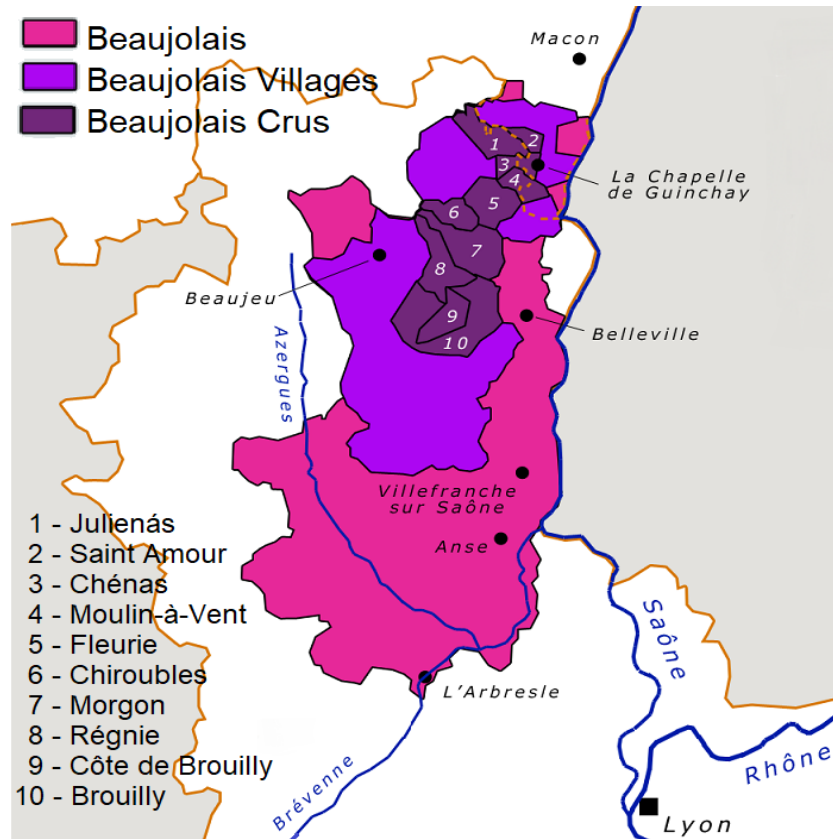 Beaujolais
Beaujolais Villages
Beaujolais Crus
Macon
1
2
3
4
5
6
7
8
9
10
La Chapelle
de Guinchay
Beaujeu
Belleville
Azergues
Villefranche
sur Saône
Anse
1 - Julienás
2 - Saint Amour
3 - Chénas
4 - Moulin-à-Vent
5 - Fleurie
6 - Chiroubles
7 - Morgon
8 - Régnie
9 - Côte de Brouilly
10 - Brouilly
L'Arbresle
Brévenne
Saône
Rhône
Lyon